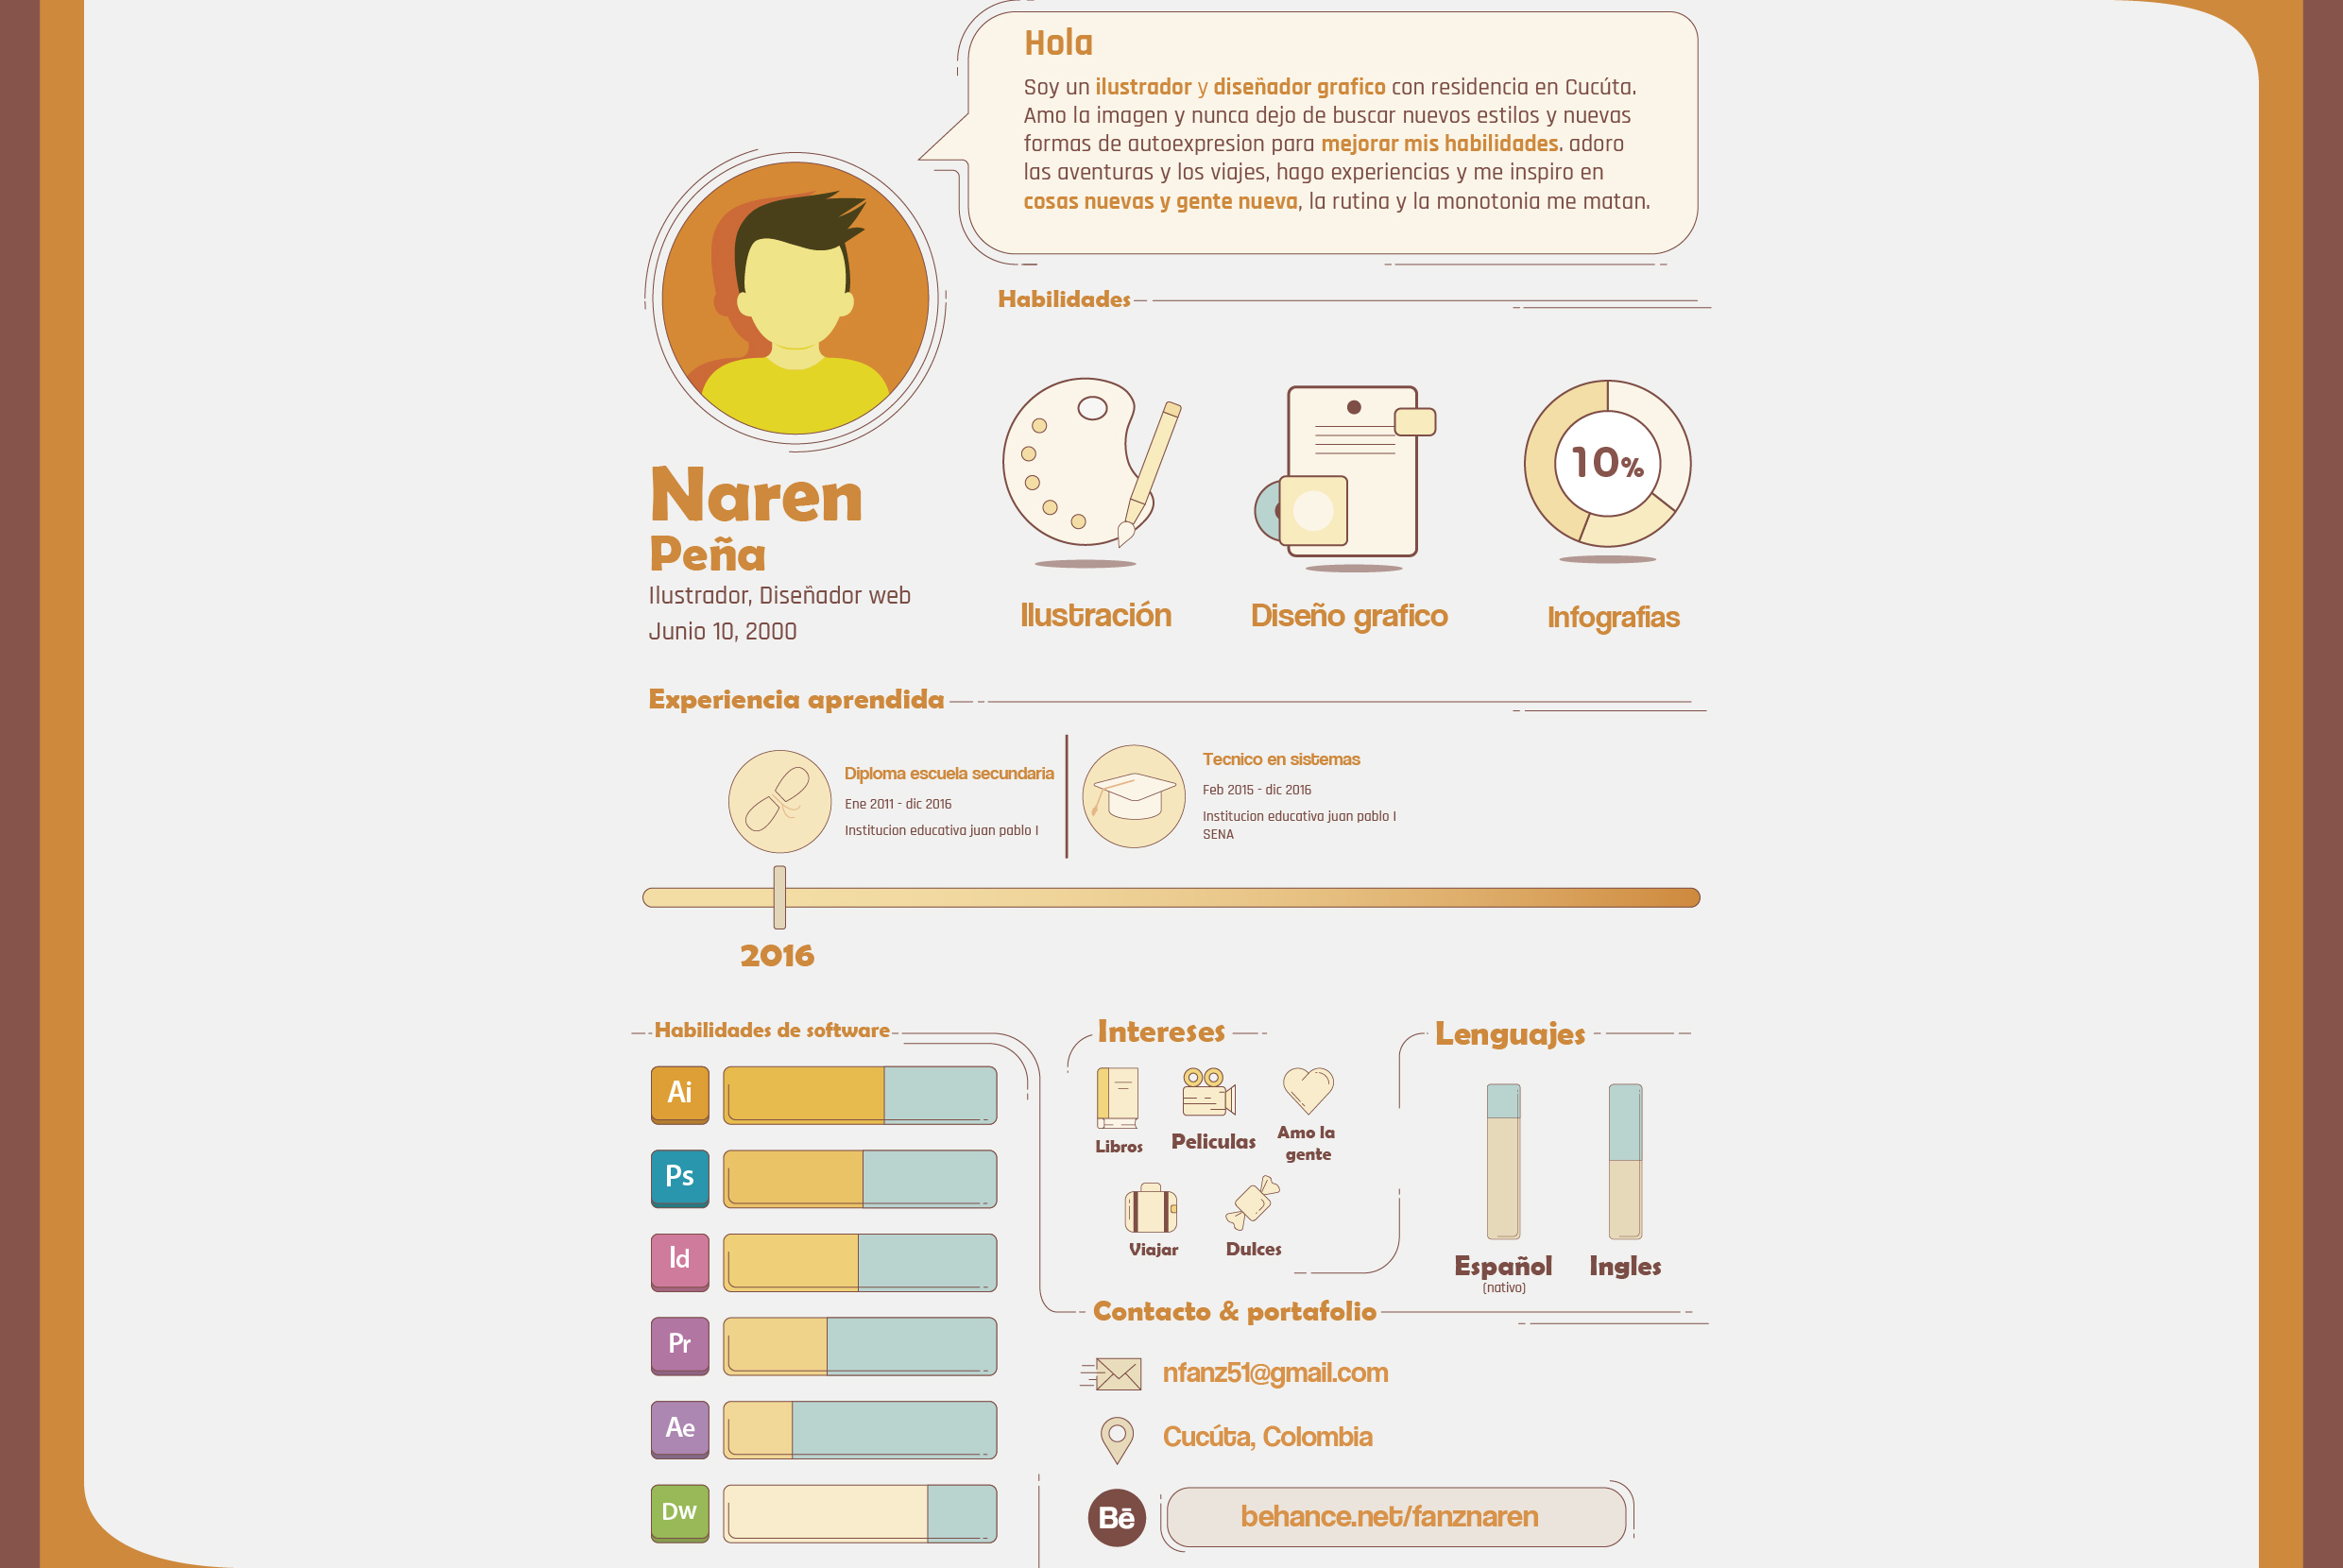 Hola
Soy un ilustrador y diseñador grafico con residencia en Cucúta.
Amo la imagen y nunca dejo de buscar nuevos estilos y nuevas
formas de autoexpresion para mejorar mis habilidades. adoro
las aventuras y los viajes, hago experiencias y me inspiro en
cosas nuevas y gente nueva, la rutina y la monotonia me matan.
Naren
Peña
Ilustrador, Diseñador web
Junio 10, 2000
Habilidades
10%
Ilustración
Diseño grafico
Infografias
Experiencia aprendida
Diploma escuela secundaria
Ene 2011 - dic 2016
Institucion educativa juan pablo I
Tecnico en sistemas
Feb 2015 - dic 2016
Institucion educativa juan pablo I
SENA
2016
Habilidades de software
Ai
Ps
Id
Pr
Ae
Dw
Intereses
Libros
Peliculas
Amo la
gente
Viajar
Dulces
Lenguajes
Español
(nativo)
Ingles
Contacto & portafolio
nfanz51@gmail.com
Cucúta, Colombia
Bē
behance.net/fanznaren